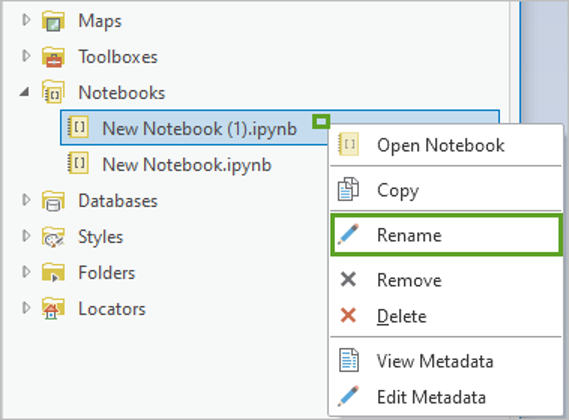 Maps
Toolboxes
Notebooks
New Notebook (1).ipynb
New Notebook.ipynb
Databases
Styles
Folders
Locators
Open Notebook
Copy
Rename
Remove
Delete
View Metadata
Edit Metadata